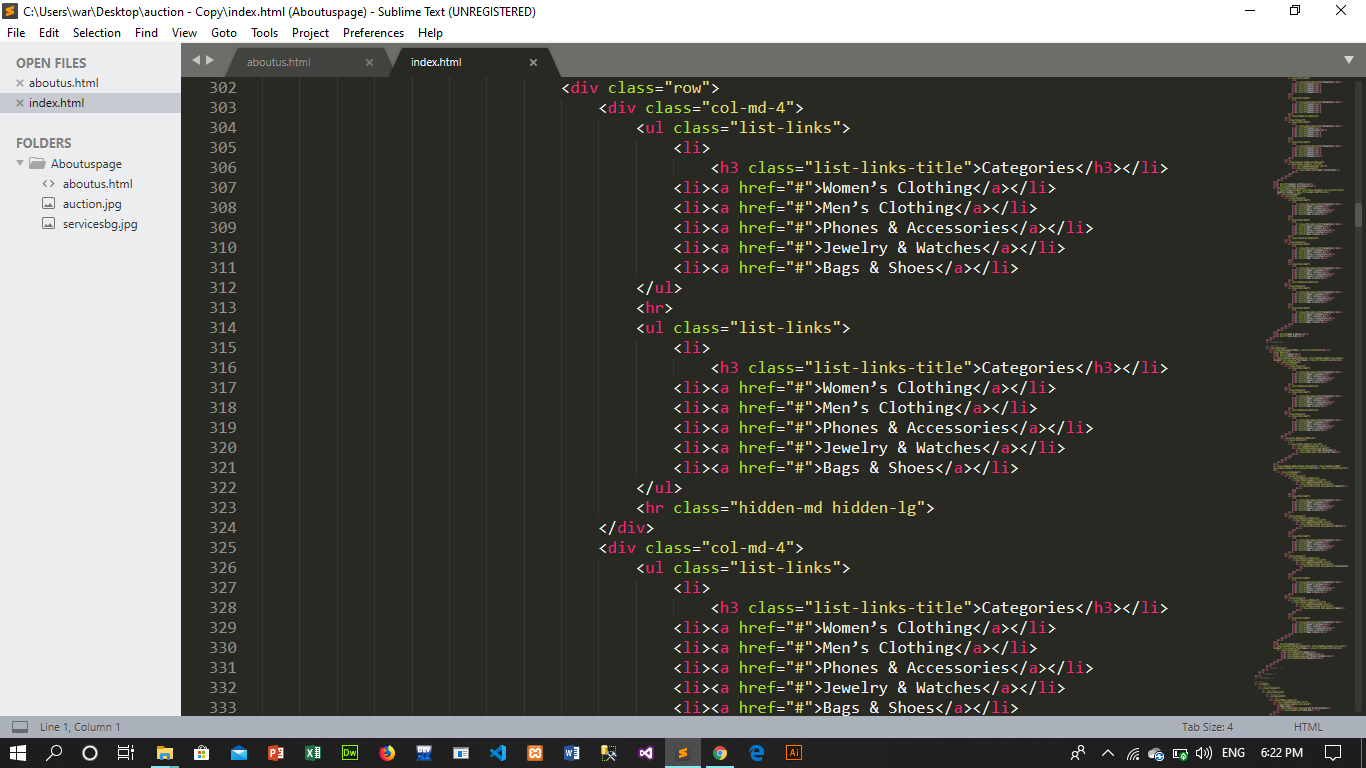 C:\Users\war\Desktop\auction - Copy\index.html (Aboutuspage) - Sublime Text (UNREGISTERED)
File Edit Selection Find View Goto Tools Project Preferences Help
OPEN FILES
aboutus.html
index.html
FOLDERS
Aboutuspage
aboutus.html
auction.jpg
servicesbg.jpg
aboutus.html index.html
302 <div class="row">
303 <div class="col-md-4">
304 <ul class="list-links">
305 <li>
306 <h3 class="list-links-title">Categories</h3></li>
307 <li><a href="#">Women’s Clothing</a></li>
308 <li><a href="#">Men’s Clothing</a></li>
309 <li><a href="#">Phones & Accessories</a></li>
310 <li><a href="#">Jewelry & Watches</a></li>
311 <li><a href="#">Bags & Shoes</a></li>
312 </ul>
313 <hr>
314 <ul class="list-links">
315 <li>
316 <h3 class="list-links-title">Categories</h3></li>
317 <li><a href="#">Women’s Clothing</a></li>
318 <li><a href="#">Men’s Clothing</a></li>
319 <li><a href="#">Phones & Accessories</a></li>
320 <li><a href="#">Jewelry & Watches</a></li>
321 <li><a href="#">Bags & Shoes</a></li>
322 </ul>
323 <hr class="hidden-md hidden-lg">
324 </div>
325 <div class="col-md-4">
326 <ul class="list-links">
327 <li>
328 <h3 class="list-links-title">Categories</h3></li>
329 <li><a href="#">Women’s Clothing</a></li>
330 <li><a href="#">Men’s Clothing</a></li>
331 <li><a href="#">Phones & Accessories</a></li>
332 <li><a href="#">Jewelry & Watches</a></li>
333 <li><a href="#">Bags & Shoes</a></li>
Line 1, Column 1 Tab Size: 4 HTML
ENG 6:22 PM